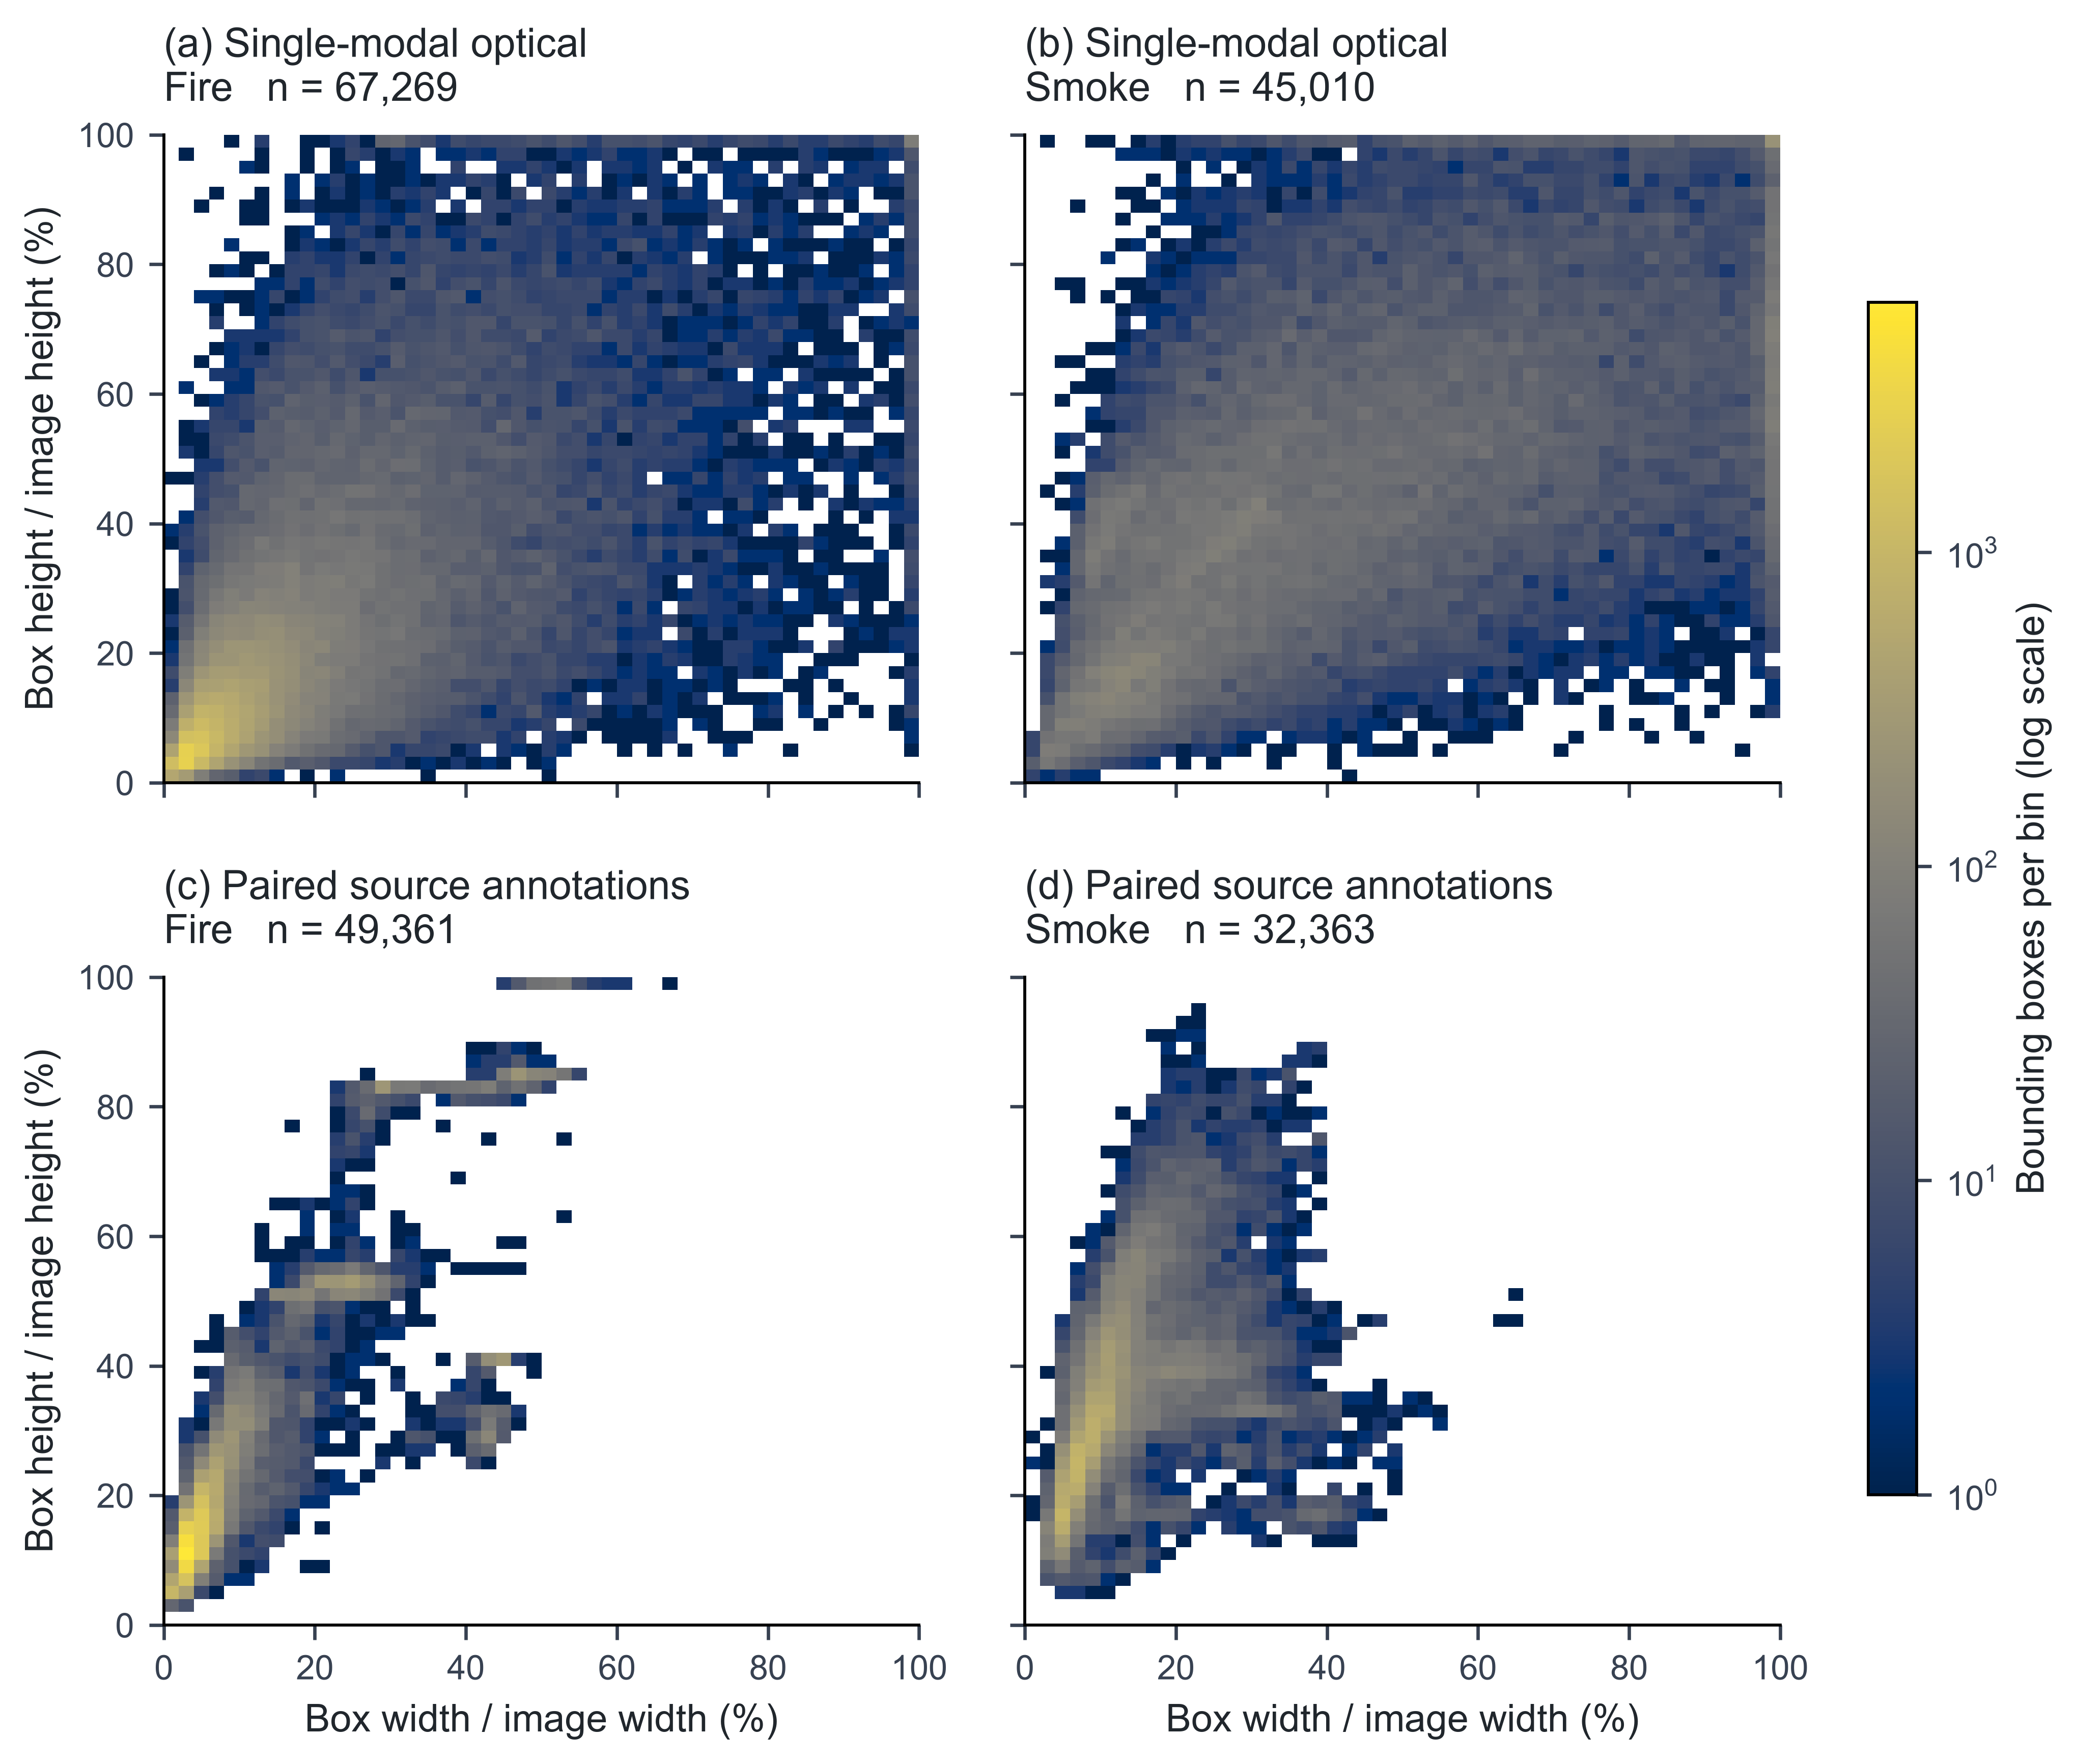 (a) Single-modal optical
Fire n = 67,269
(b) Single-modal optical
Smoke n = 45,010
100
80
60
40
20
0
Box height / image height (%)
(c) Paired source annotations
Fire n = 49,361
(d) Paired source annotations
Smoke n = 32,363
100
80
60
40
20
0
Box height / image height (%)
0 20 40 60 80 100
Box width / image width (%)
0 20 40 60 80 100
Box width / image width (%)
10³
10²
10¹
10⁰
Bounding boxes per bin (log scale)